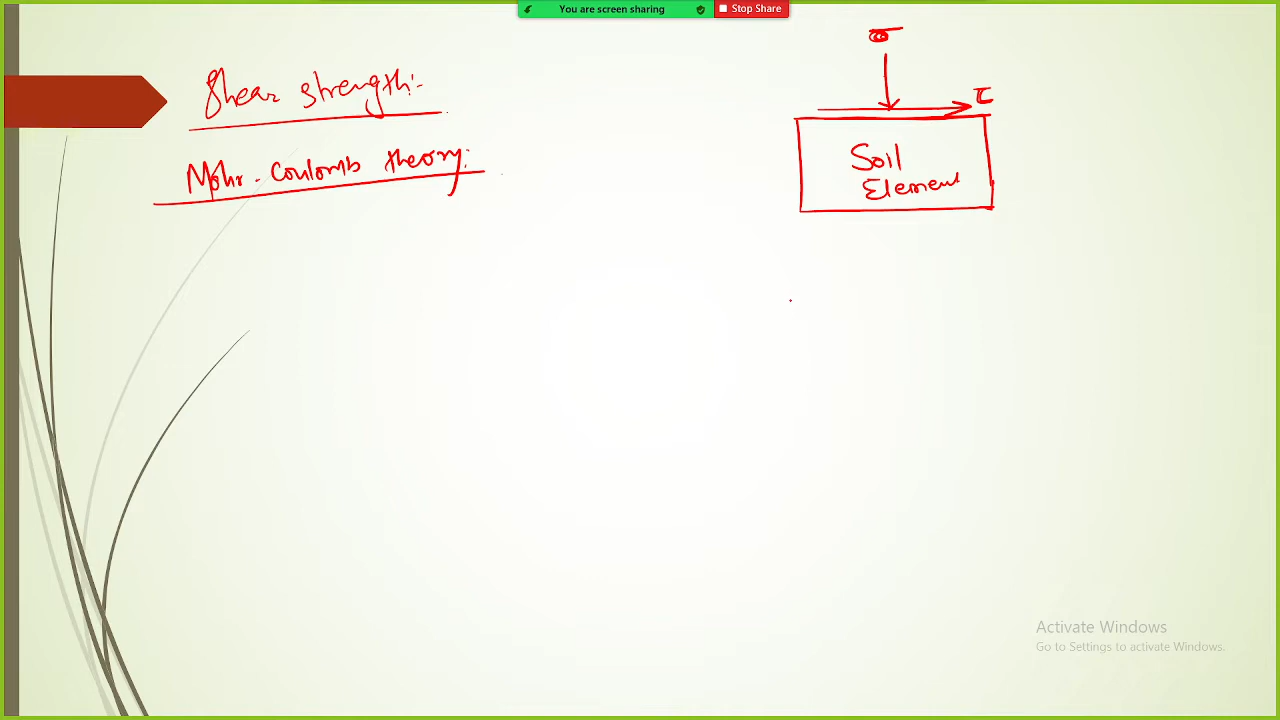 You are screen sharing Stop Share
Shear strength:-
Mohr-Coulomb theory:
σ
τ
Soil
Element
Activate Windows
Go to Settings to activate Windows.